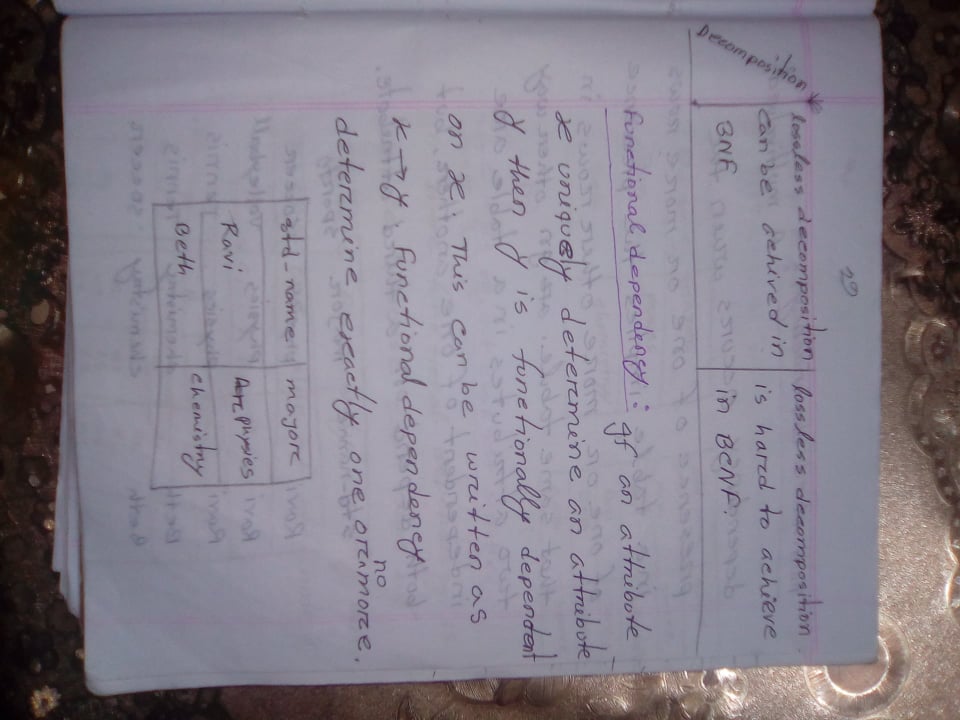 29
Decomposition
lossless decomposition
can be achived in
3NF
lossless decomposition
is hard to achieve
in BCNF.
functional dependency : If an attribute
x uniquely determine an attribute
y then y is functionally dependent
on x. This can be written as
x → y. Functional dependency
determine exactly one or no more.
std-name major
Ravi physics
Beth chemistry